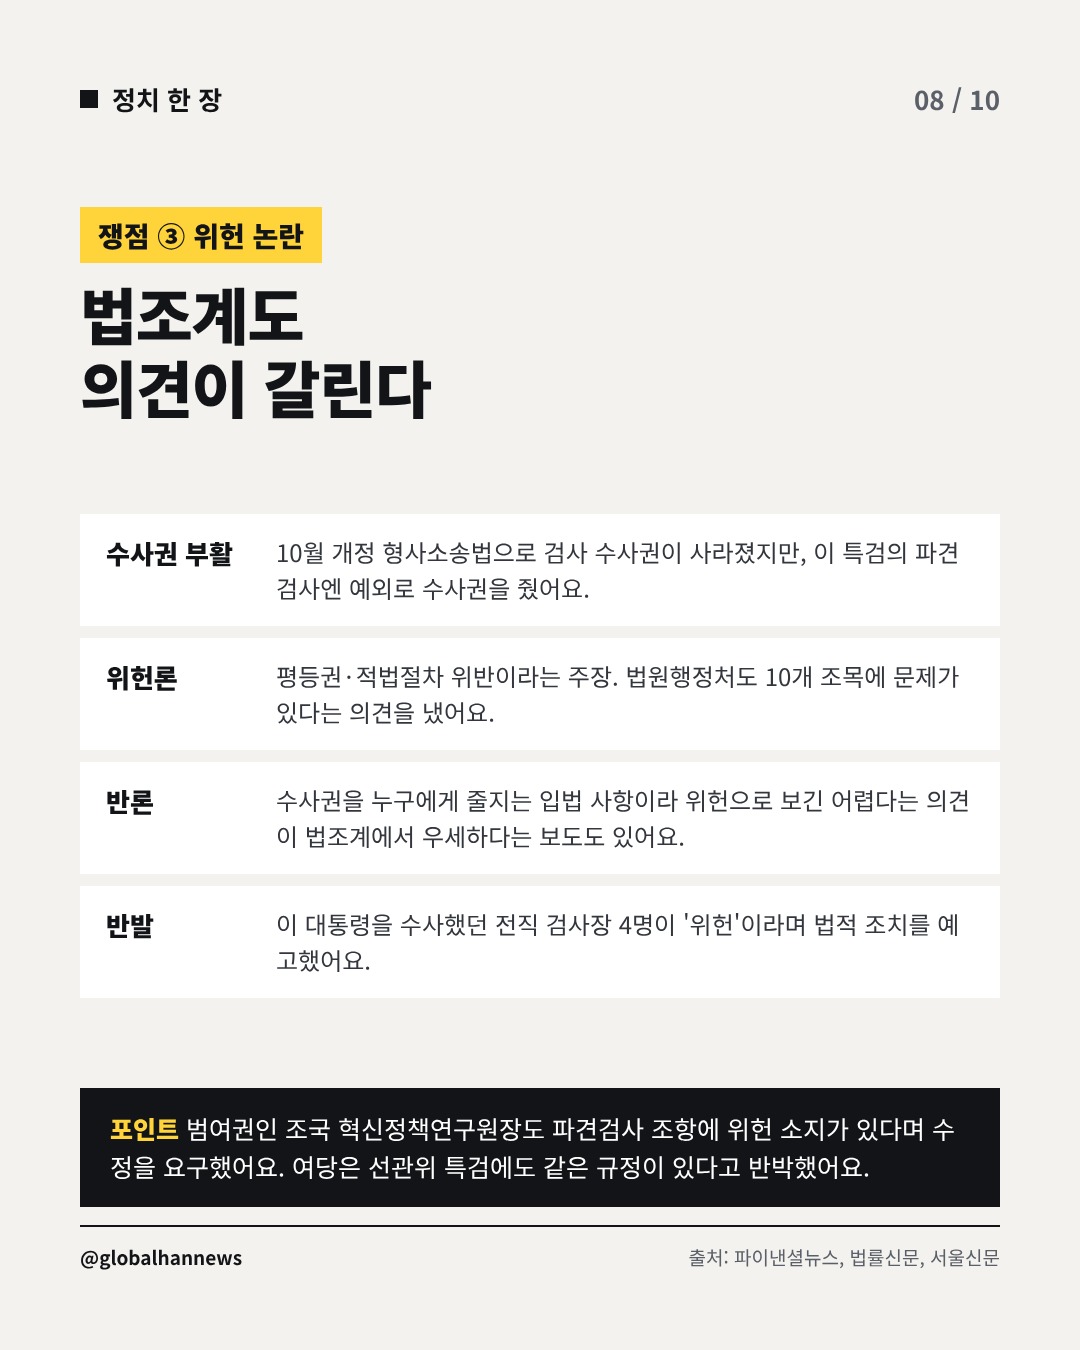 정치 한 장
08 / 10
쟁점 ③ 위헌 논란
법조계도
의견이 갈린다
수사권 부활
10월 개정 형사소송법으로 검사 수사권이 사라졌지만, 이 특검의 파견
검사엔 예외로 수사권을 줬어요.
위헌론
평등권·적법절차 위반이라는 주장. 법원행정처도 10개 조목에 문제가
있다는 의견을 냈어요.
반론
수사권을 누구에게 줄지는 입법 사항이라 위헌으로 보긴 어렵다는 의견
이 법조계에서 우세하다는 보도도 있어요.
반발
이 대통령을 수사했던 전직 검사장 4명이 '위헌'이라며 법적 조치를 예
고했어요.
포인트 범여권인 조국 혁신정책연구원장도 파견검사 조항에 위헌 소지가 있다며 수
정을 요구했어요. 여당은 선관위 특검에도 같은 규정이 있다고 반박했어요.
@globalhannews
출처: 파이낸셜뉴스, 법률신문, 서울신문